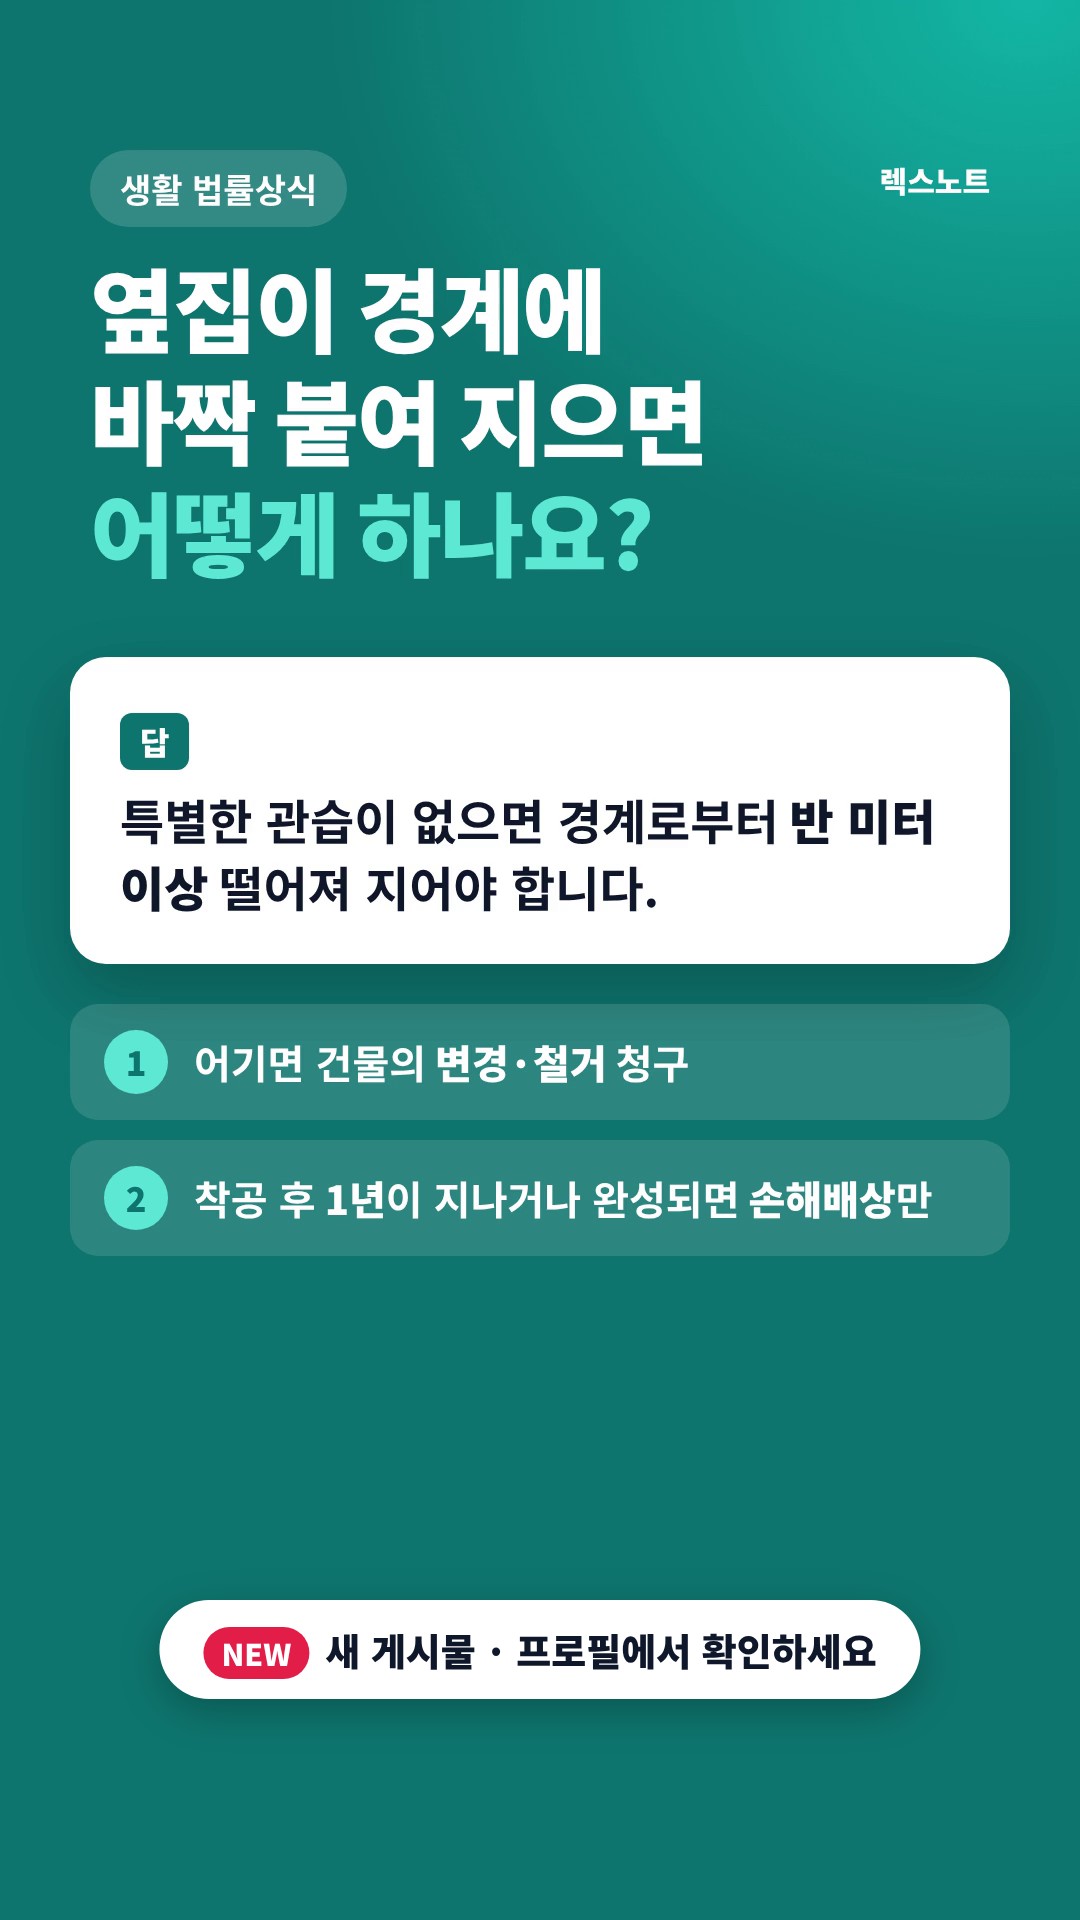 생활 법률상식
렉스노트
옆집이 경계에
바짝 붙여 지으면
어떻게 하나요?
답
특별한 관습이 없으면 경계로부터 반 미터
이상 떨어져 지어야 합니다.
1 어기면 건물의 변경·철거 청구
2 착공 후 1년이 지나거나 완성되면 손해배상만
NEW 새 게시물 · 프로필에서 확인하세요